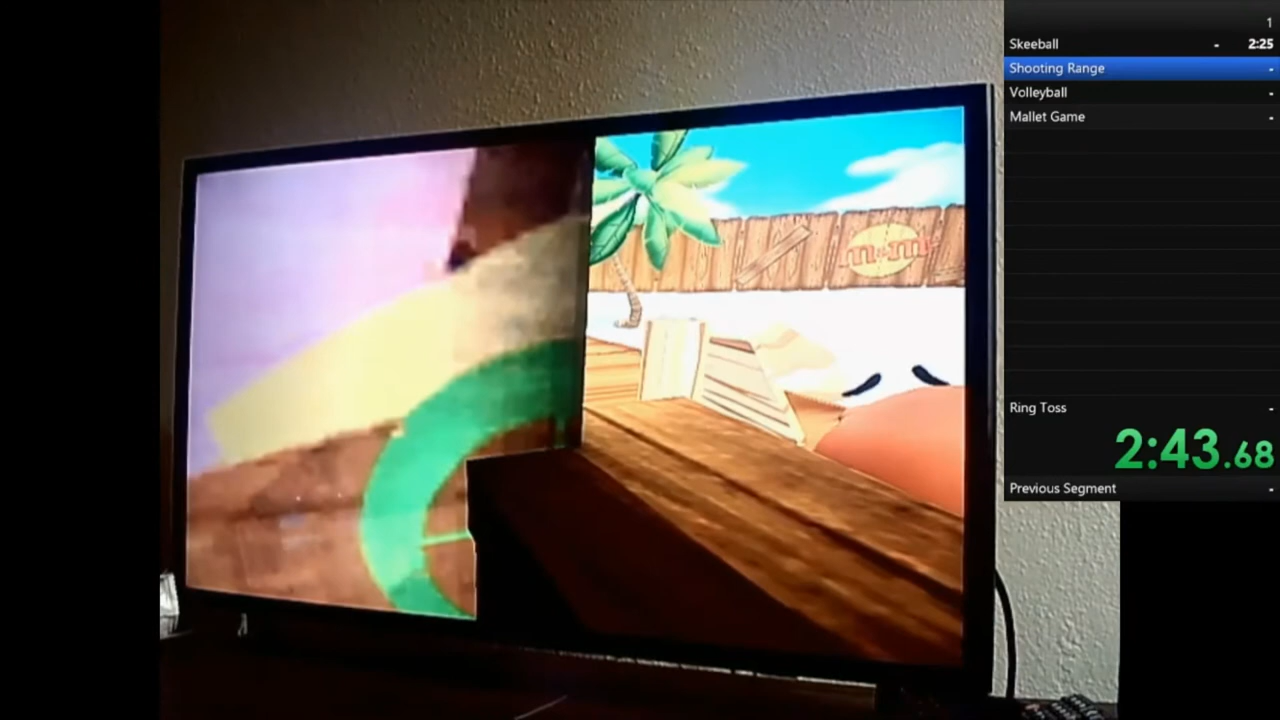 m&m's
1
Skeeball - 2:25
Shooting Range -
Volleyball -
Mallet Game -
Ring Toss -
2:43.68
Previous Segment -